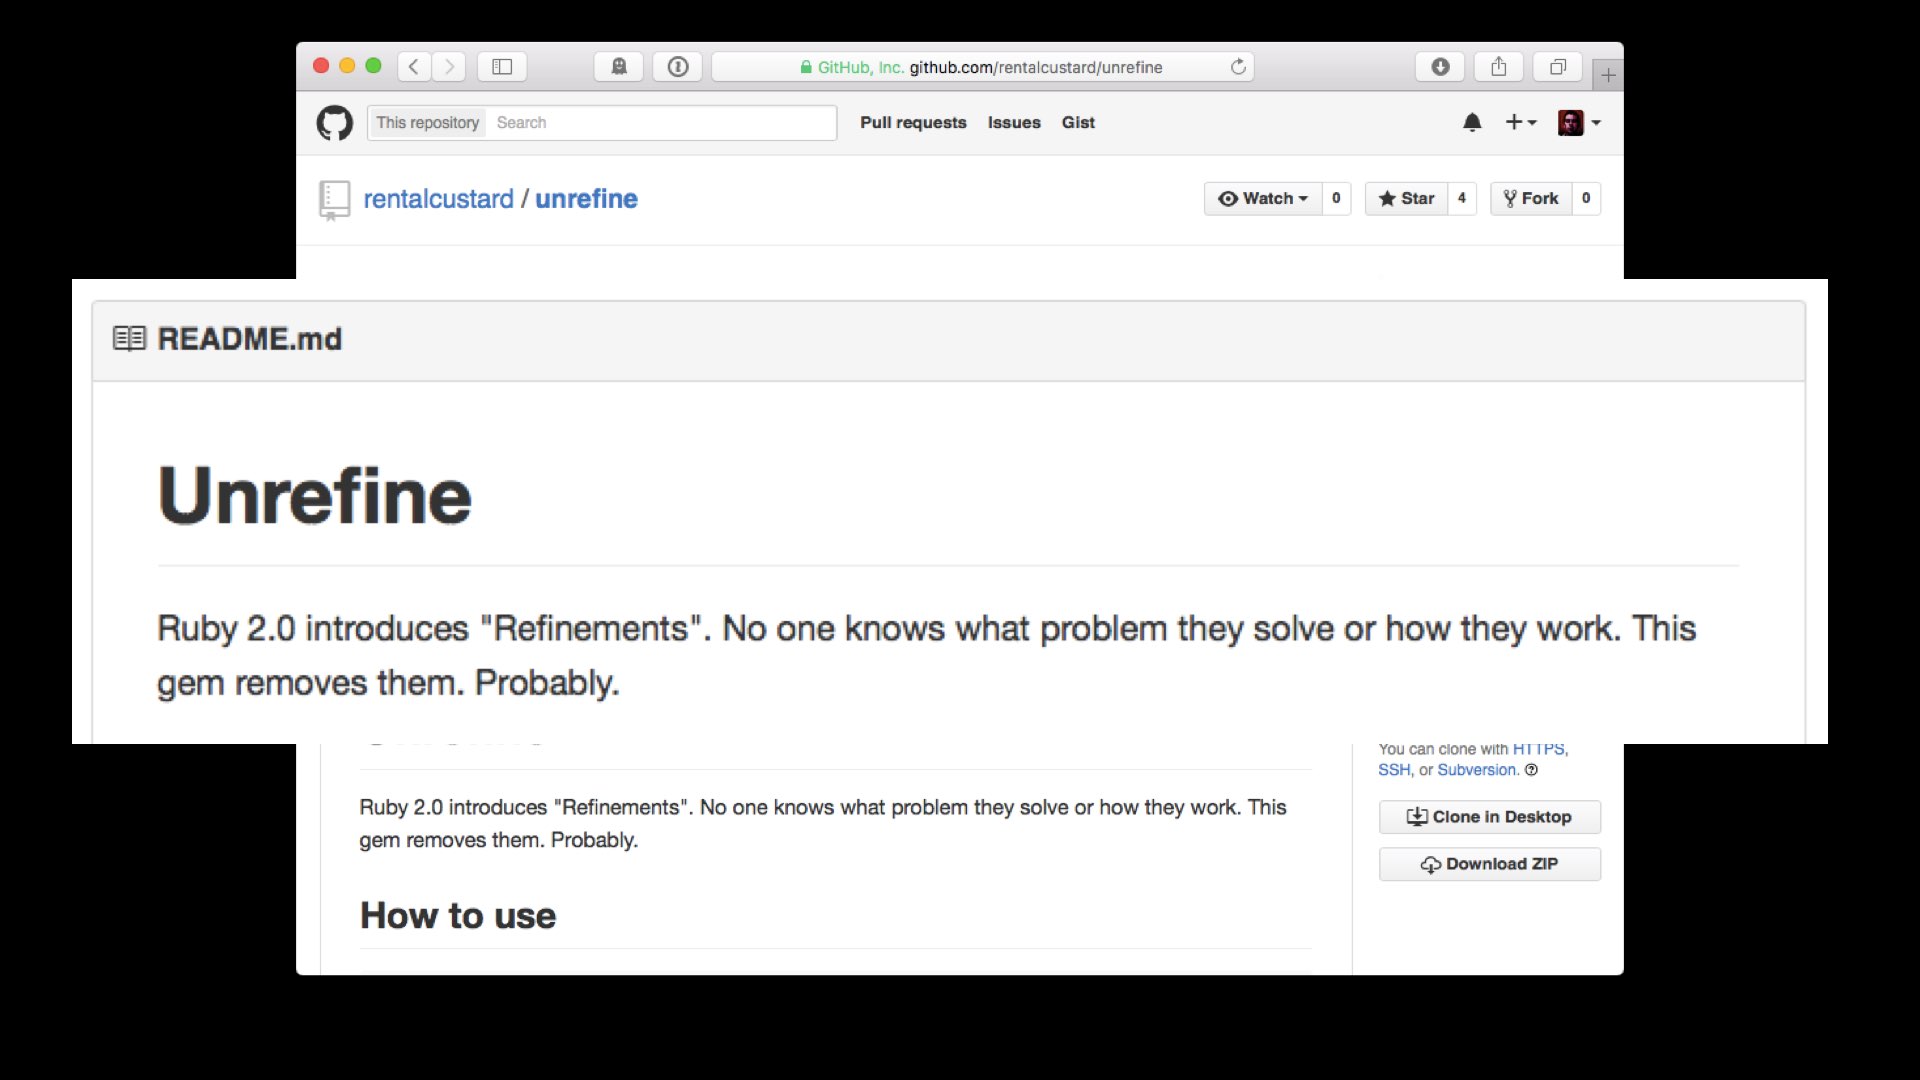 GitHub, Inc. github.com/rentalcustard/unrefine
This repository Search Pull requests Issues Gist
rentalcustard / unrefine Watch 0 Star 4 Fork 0
README.md
Unrefine
Ruby 2.0 introduces "Refinements". No one knows what problem they solve or how they work. This
gem removes them. Probably.
You can clone with HTTPS,
SSH, or Subversion.
Ruby 2.0 introduces "Refinements". No one knows what problem they solve or how they work. This
gem removes them. Probably.
Clone in Desktop
Download ZIP
How to use